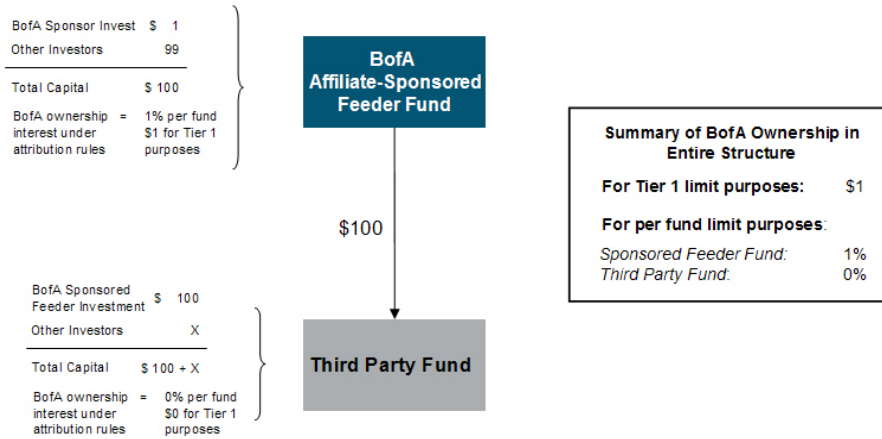 BofA Sponsor Invest $ 1
Other Investors 99
Total Capital $ 100
BofA ownership = 1% per fund
interest under $1 for Tier 1
attribution rules purposes
BofA
Affiliate-Sponsored
Feeder Fund
$100
Summary of BofA Ownership in
Entire Structure
For Tier 1 limit purposes: $1
For per fund limit purposes:
Sponsored Feeder Fund: 1%
Third Party Fund: 0%
BofA Sponsored
Feeder Investment $ 100
Other Investors X
Total Capital $ 100 + X
BofA ownership = 0% per fund
interest under $0 for Tier 1
attribution rules purposes
Third Party Fund